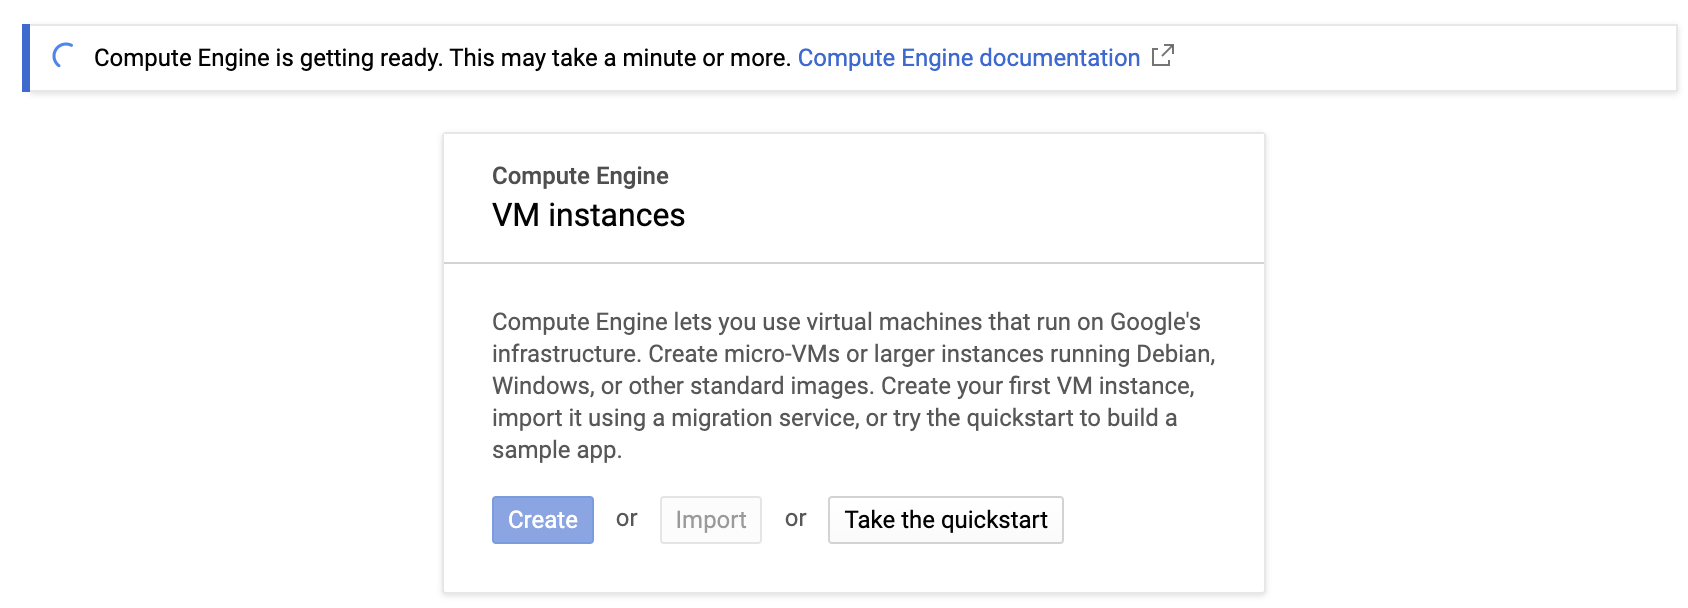 Compute Engine is getting ready. This may take a minute or more. Compute Engine documentation
Compute Engine
VM instances
Compute Engine lets you use virtual machines that run on Google's
infrastructure. Create micro-VMs or larger instances running Debian,
Windows, or other standard images. Create your first VM instance,
import it using a migration service, or try the quickstart to build a
sample app.
Create or Import or Take the quickstart